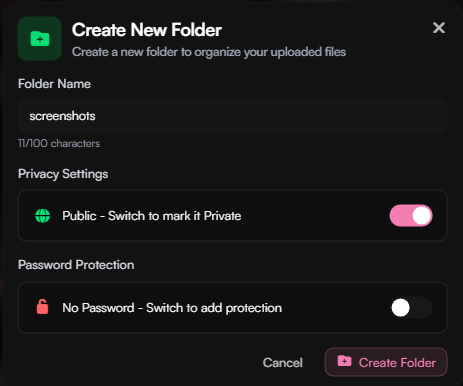 Create New Folder
Create a new folder to organize your uploaded files
Folder Name
screenshots
11/100 characters
Privacy Settings
Public - Switch to mark it Private
Password Protection
No Password - Switch to add protection
Cancel
Create Folder